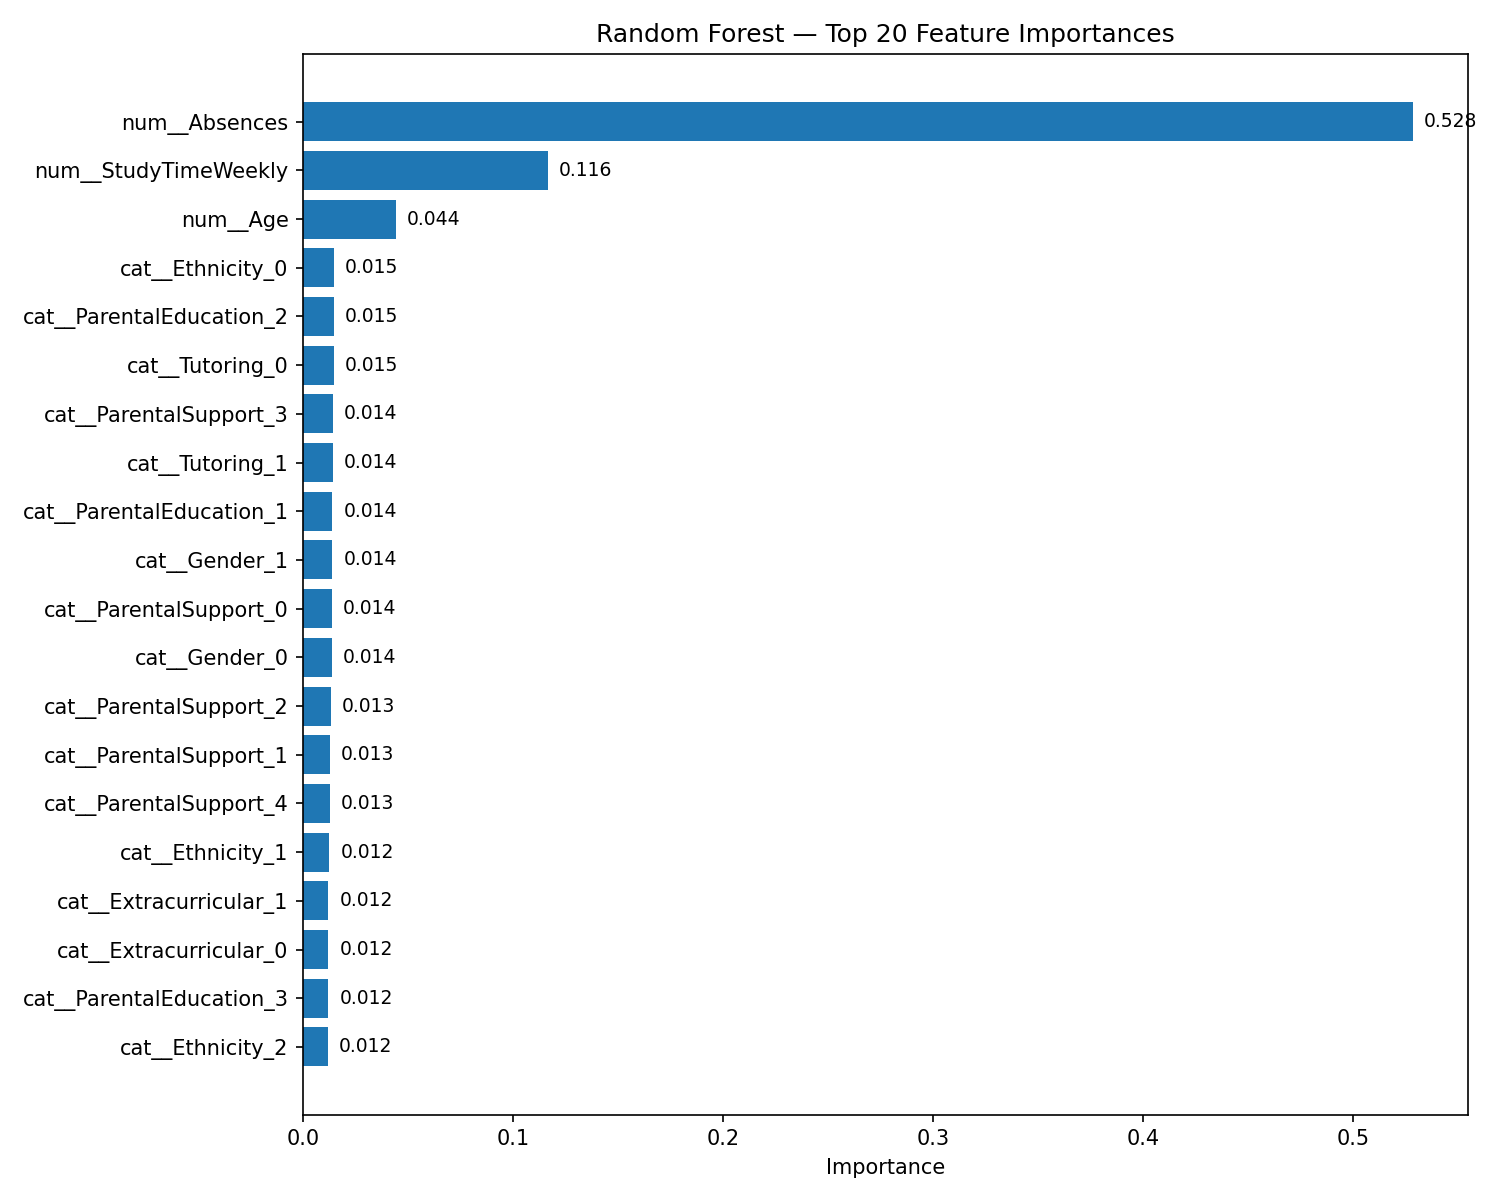 Random Forest — Top 20 Feature Importances
num__Absences 0.528
num__StudyTimeWeekly 0.116
num__Age 0.044
cat__Ethnicity_0 0.015
cat__ParentalEducation_2 0.015
cat__Tutoring_0 0.015
cat__ParentalSupport_3 0.014
cat__Tutoring_1 0.014
cat__ParentalEducation_1 0.014
cat__Gender_1 0.014
cat__ParentalSupport_0 0.014
cat__Gender_0 0.014
cat__ParentalSupport_2 0.013
cat__ParentalSupport_1 0.013
cat__ParentalSupport_4 0.013
cat__Ethnicity_1 0.012
cat__Extracurricular_1 0.012
cat__Extracurricular_0 0.012
cat__ParentalEducation_3 0.012
cat__Ethnicity_2 0.012
0.0 0.1 0.2 0.3 0.4 0.5
Importance